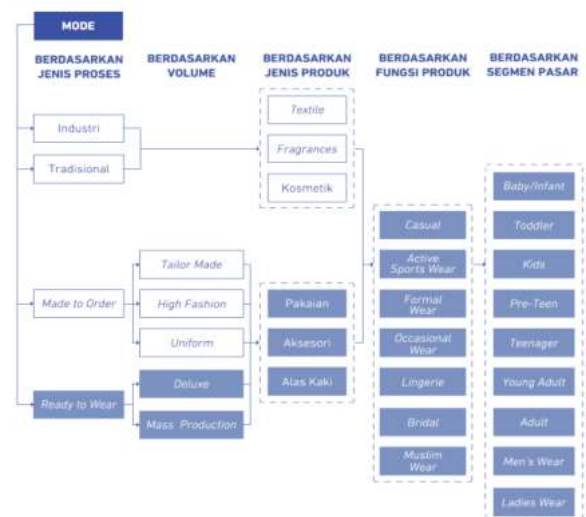 MODE
BERDASARKAN
JENIS PROSES
BERDASARKAN
VOLUME
BERDASARKAN
JENIS PRODUK
BERDASARKAN
FUNGSI PRODUK
BERDASARKAN
SEGMEN PASAR
Industri
Tradisional
Made to Order
Ready to Wear
Tailor Made
High Fashion
Uniform
Deluxe
Mass Production
Textile
Fragrances
Kosmetik
Pakaian
Aksesori
Alas Kaki
Casual
Active
Sports Wear
Formal
Wear
Occasional
Wear
Lingerie
Bridal
Muslim
Wear
Baby/Infant
Toddler
Kids
Pre-Teen
Teenager
Young Adult
Adult
Men's Wear
Ladies Wear